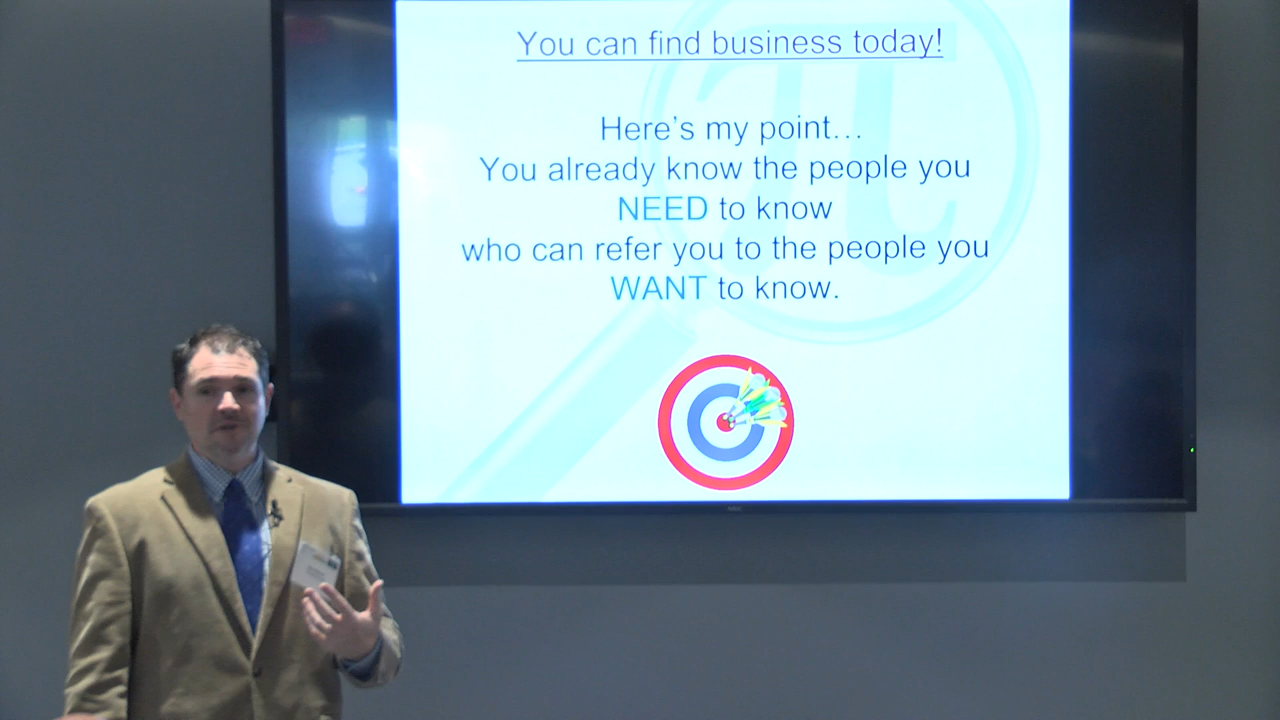 You can find business today!
Here's my point…
You already know the people you
NEED to know
who can refer you to the people you
WANT to know.
π
NEC